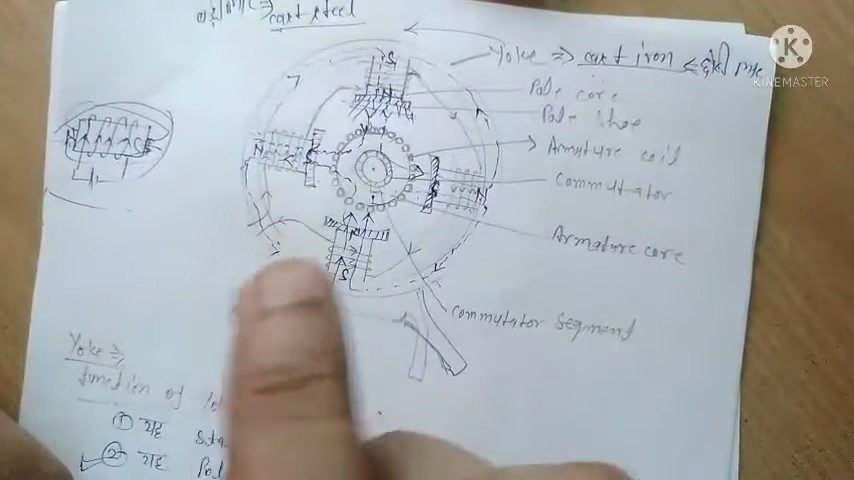 बड़ी M/C ⇒ cast steel
Yoke ⇒ cast iron ⇐ छोटी M/C
KINEMASTER
Pole core
Pole Shoe
Armature coil
Commutator
Armature core
Commutator Segment
N S
S
N
S
Yoke ⇒
function of
① यह
② यह